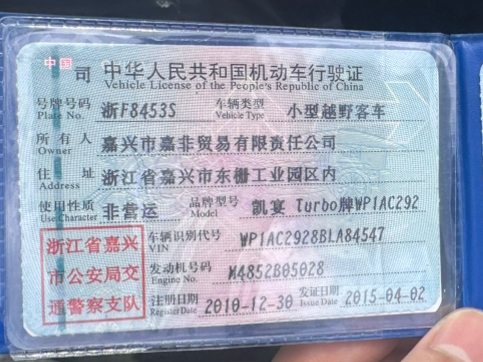 中国
司 中华人民共和国机动车行驶证
Vehicle License of the People's Republic of China
号牌号码 Plate No. 浙F8453S 车辆类型 Vehicle Type 小型越野客车
所有人 Owner 嘉兴市嘉非贸易有限责任公司
住址 Address 浙江省嘉兴市东栅工业园区内
使用性质 Use Character 非营运 品牌型号 Model 凯宴 Turbo牌WP1AC292
浙江省嘉兴市公安局交通警察支队
车辆识别代号 VIN WP1AC2928BLA84547
发动机号码 Engine No. M4852B05028
注册日期 Register Date 2010-12-30 发证日期 Issue Date 2015-04-02